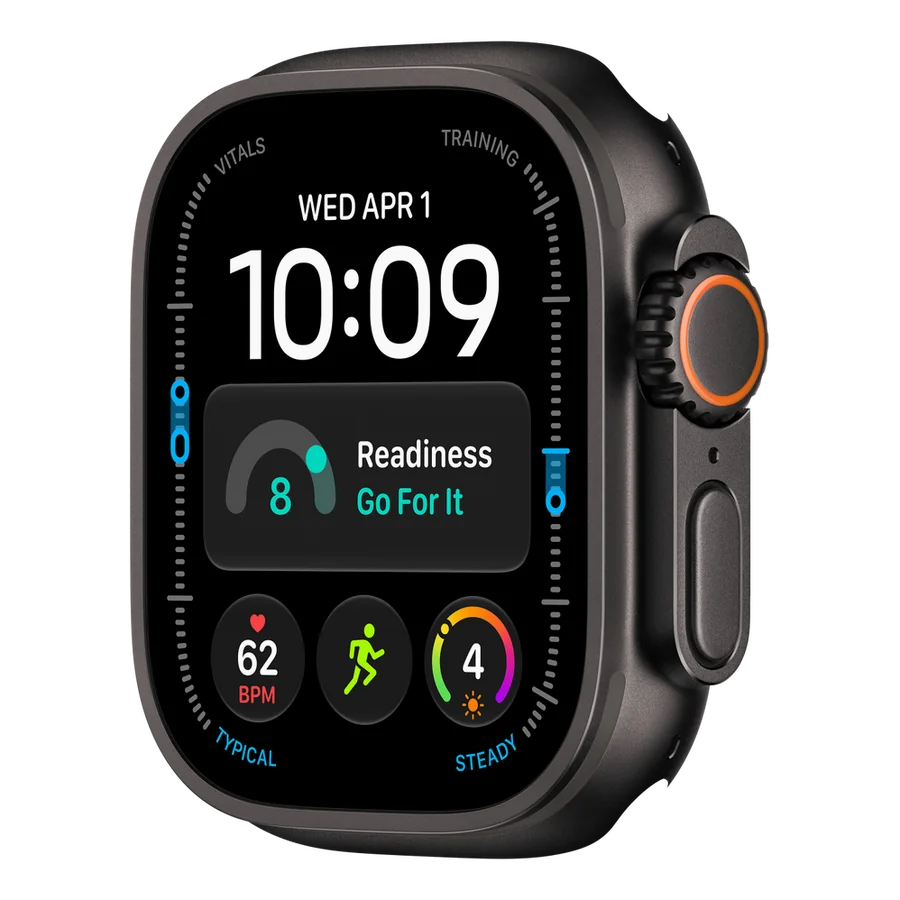 VITALS
TRAINING
WED APR 1
10:09
Readiness
8
Go For It
62
BPM
4
TYPICAL
STEADY